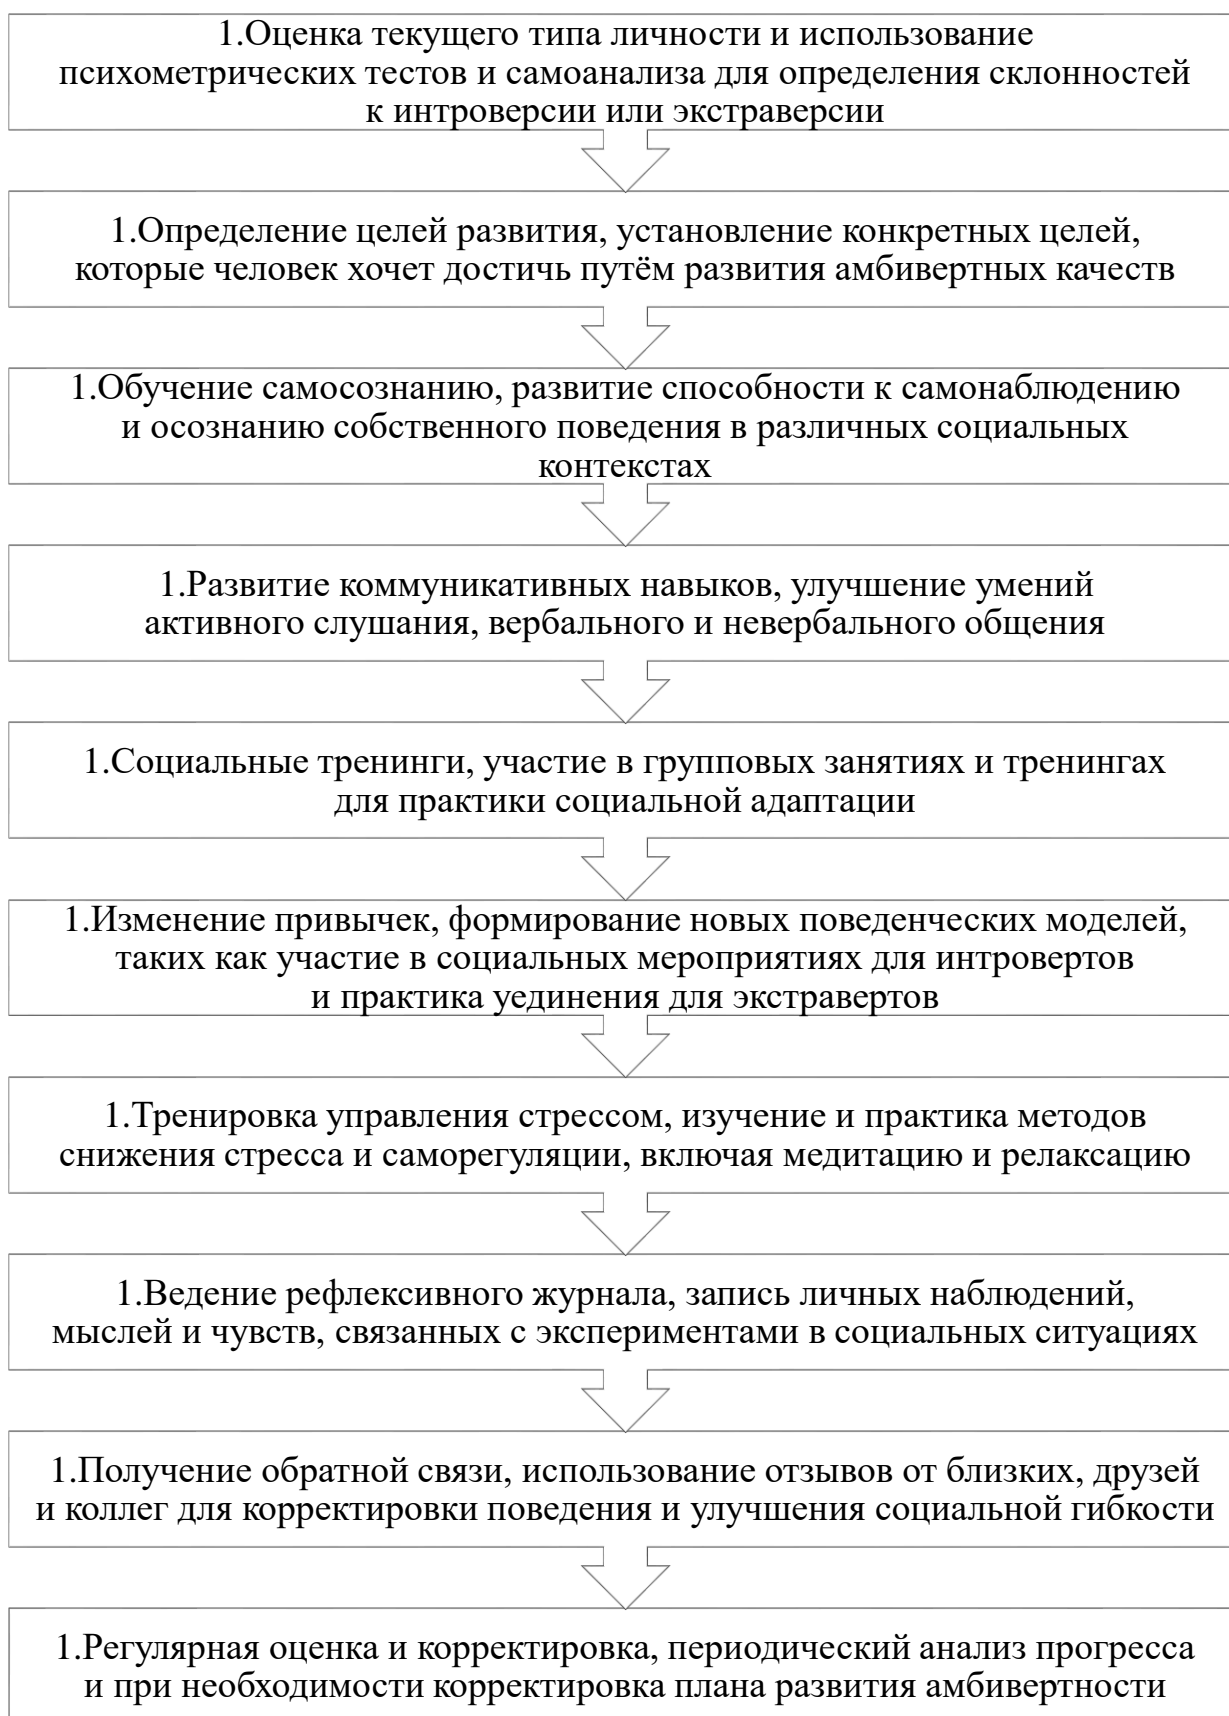 1.Оценка текущего типа личности и использование
психометрических тестов и самоанализа для определения склонностей
к интроверсии или экстраверсии
1.Определение целей развития, установление конкретных целей,
которые человек хочет достичь путём развития амбивертных качеств
1.Обучение самосознанию, развитие способности к самонаблюдению
и осознанию собственного поведения в различных социальных
контекстах
1.Развитие коммуникативных навыков, улучшение умений
активного слушания, вербального и невербального общения
1.Социальные тренинги, участие в групповых занятиях и тренингах
для практики социальной адаптации
1.Изменение привычек, формирование новых поведенческих моделей,
таких как участие в социальных мероприятиях для интровертов
и практика уединения для экстравертов
1.Тренировка управления стрессом, изучение и практика методов
снижения стресса и саморегуляции, включая медитацию и релаксацию
1.Ведение рефлексивного журнала, запись личных наблюдений,
мыслей и чувств, связанных с экспериментами в социальных ситуациях
1.Получение обратной связи, использование отзывов от близких, друзей
и коллег для корректировки поведения и улучшения социальной гибкости
1.Регулярная оценка и корректировка, периодический анализ прогресса
и при необходимости корректировка плана развития амбивертности